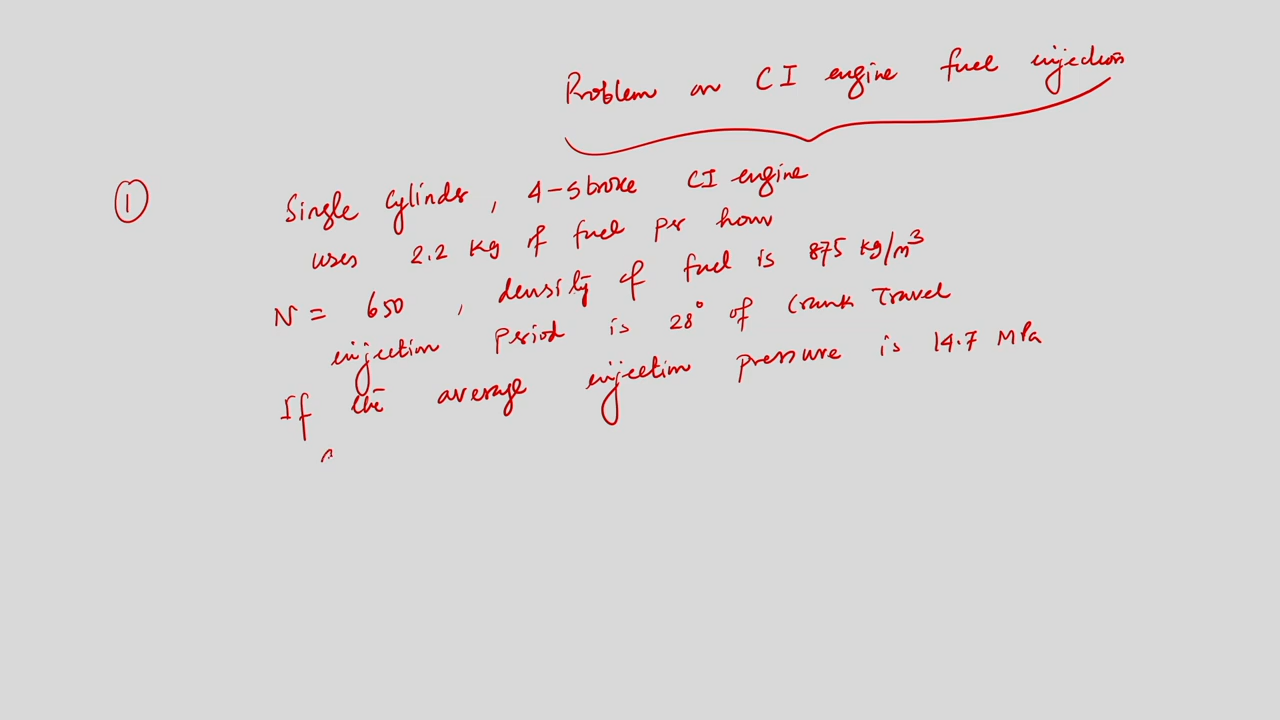 Problem on CI engine fuel injection
1
Single Cylinder, 4-stroke CI engine
uses 2.2 Kg of fuel per hour
N = 650, density of fuel is 875 kg/m³
injection Period is 28° of Crank Travel
If the average injection pressure is 14.7 MPa